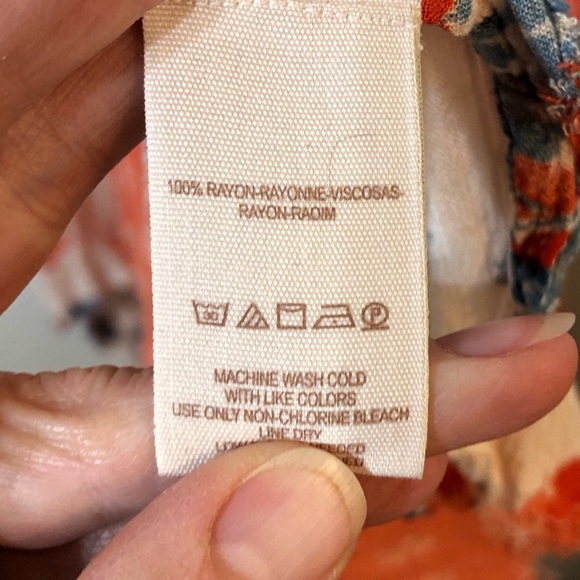 100% RAYON-RAYONNE-VISCOSAS-
RAYON-RAOIM
30
MACHINE WASH COLD
WITH LIKE COLORS
USE ONLY NON-CHLORINE BLEACH
LINE DRY